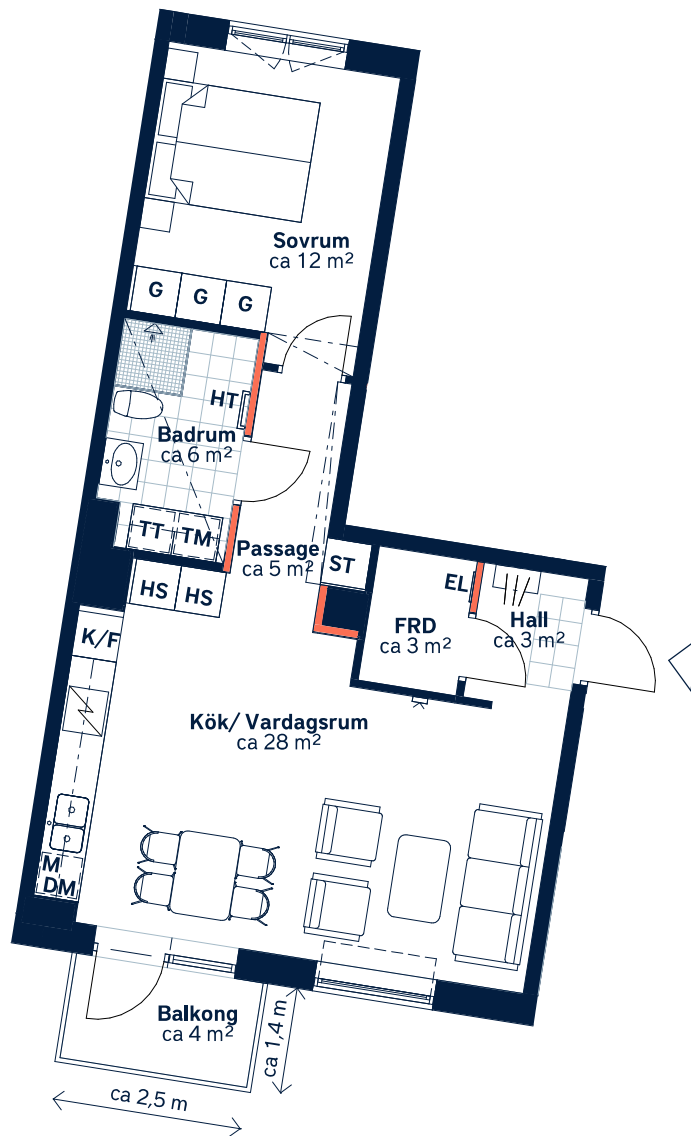 Sovrum
ca 12 m²
G G G
HT
Badrum
ca 6 m²
TT TM
Passage
ca 5 m²
ST
EL
HS HS
FRD
ca 3 m²
Hall
ca 3 m²
K/F
Kök/ Vardagsrum
ca 28 m²
M
DM
Balkong
ca 4 m²
ca 1,4 m
ca 2,5 m